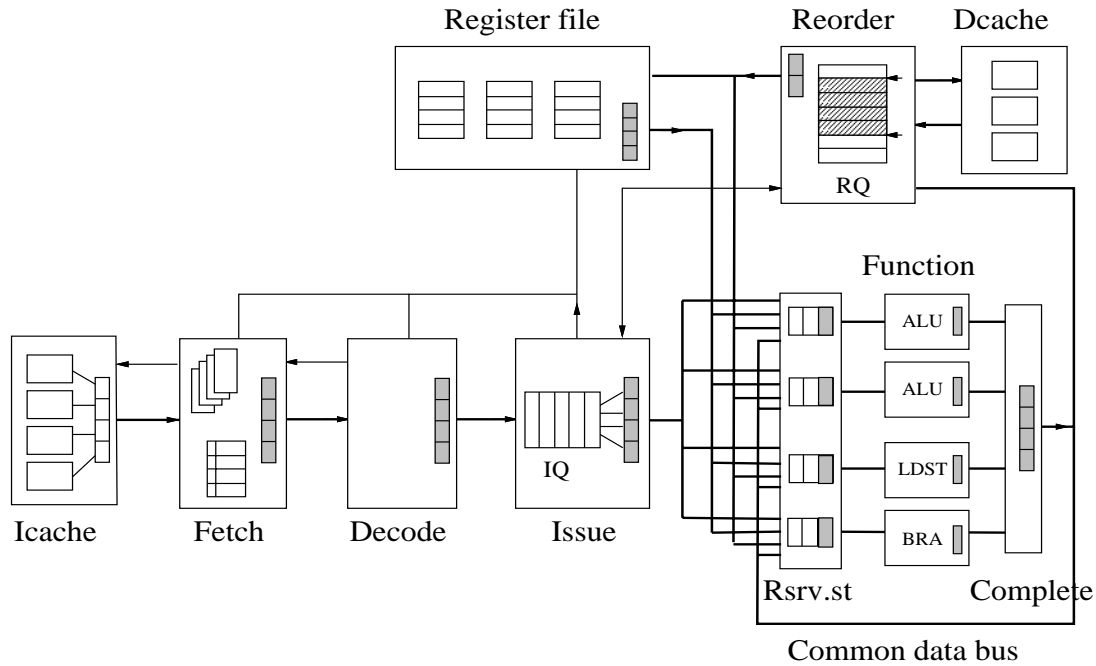 Register file
Reorder
Dcache
RQ
Function
ALU
ALU
IQ
LDST
BRA
Icache
Fetch
Decode
Issue
Rsrv.st
Complete
Common data bus